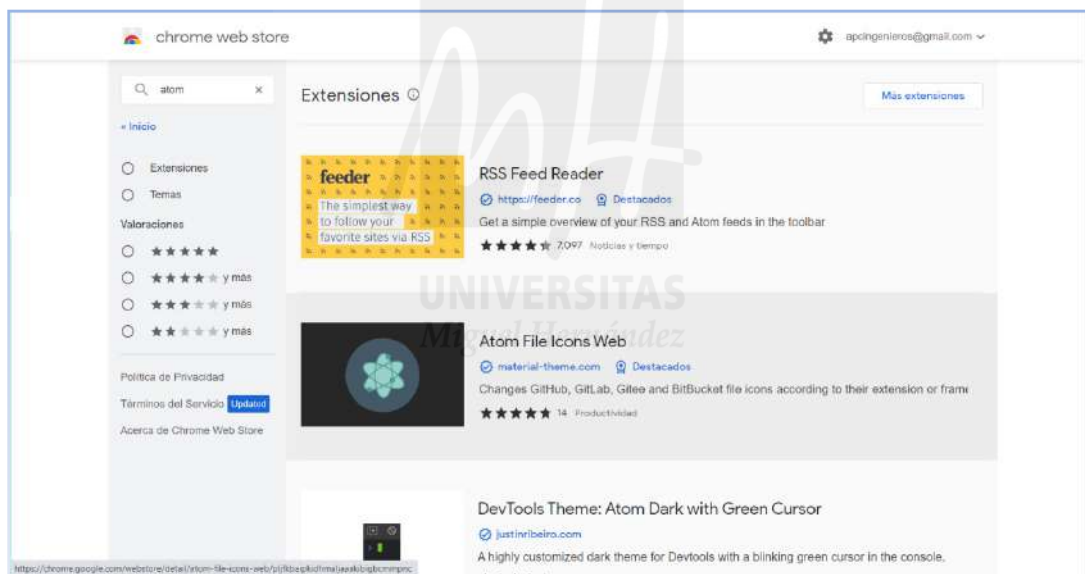 chrome web store
apcingenieros@gmail.com
atom
« Inicio
Extensiones
Temas
Valoraciones
y más
y más
y más
Política de Privacidad
Términos del Servicio Updated
Acerca de Chrome Web Store
Extensiones
Más extensiones
feeder
The simplest way
to follow your
favorite sites via RSS
RSS Feed Reader
https://feeder.co Destacados
Get a simple overview of your RSS and Atom feeds in the toolbar
7,097 Noticias y tiempo
UNIVERSITAS
Miguel Hernández
Atom File Icons Web
material-theme.com Destacados
Changes GitHub, GitLab, Gitee and BitBucket file icons according to their extension or frame
14 Productividad
DevTools Theme: Atom Dark with Green Cursor
justinribeiro.com
A highly customized dark theme for Devtools with a blinking green cursor in the console.